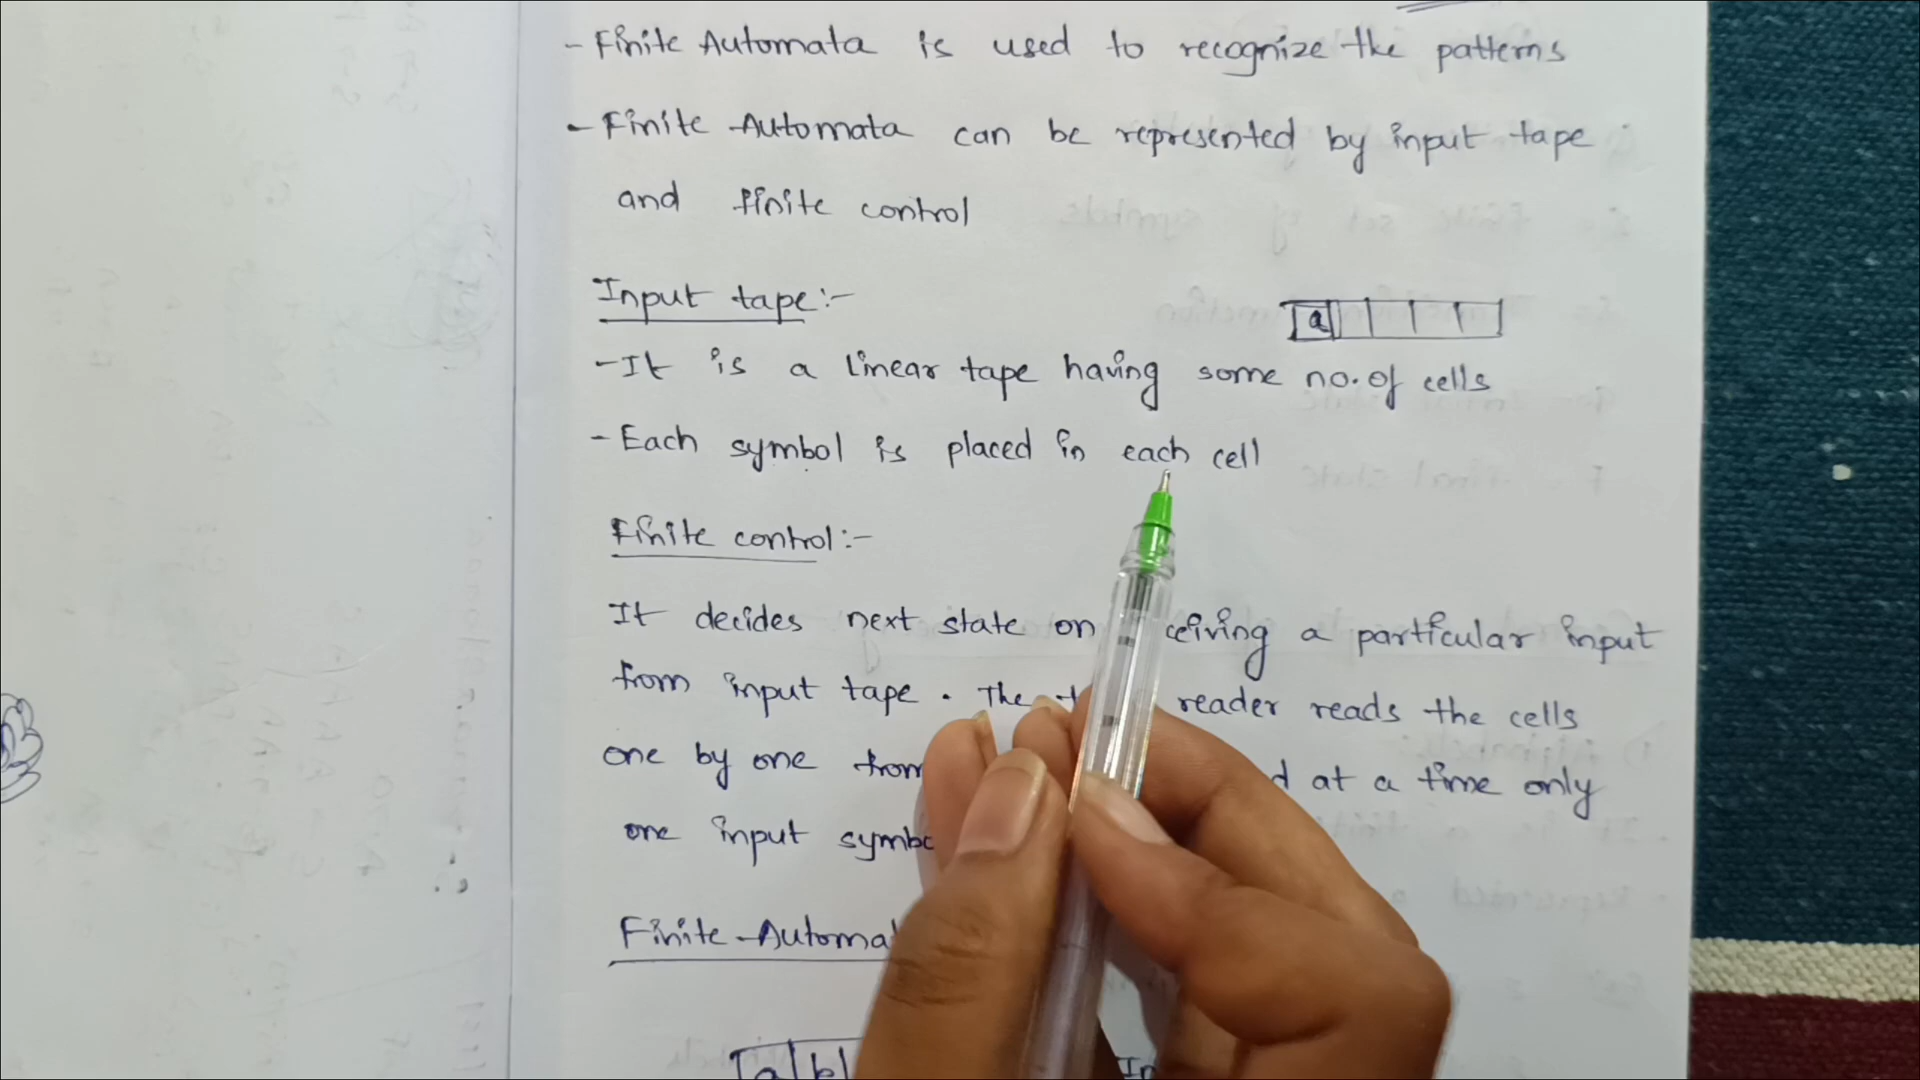 - Finite Automata is used to recognize the patterns
- Finite Automata can be represented by input tape
and finite control
Input tape:-
a
- It is a linear tape having some no. of cells
- Each symbol is placed in each cell
Finite control:-
It decides next state on a particular input
from input tape. The reader reads the cells
one by one from at a time only
one input
Finite
a b